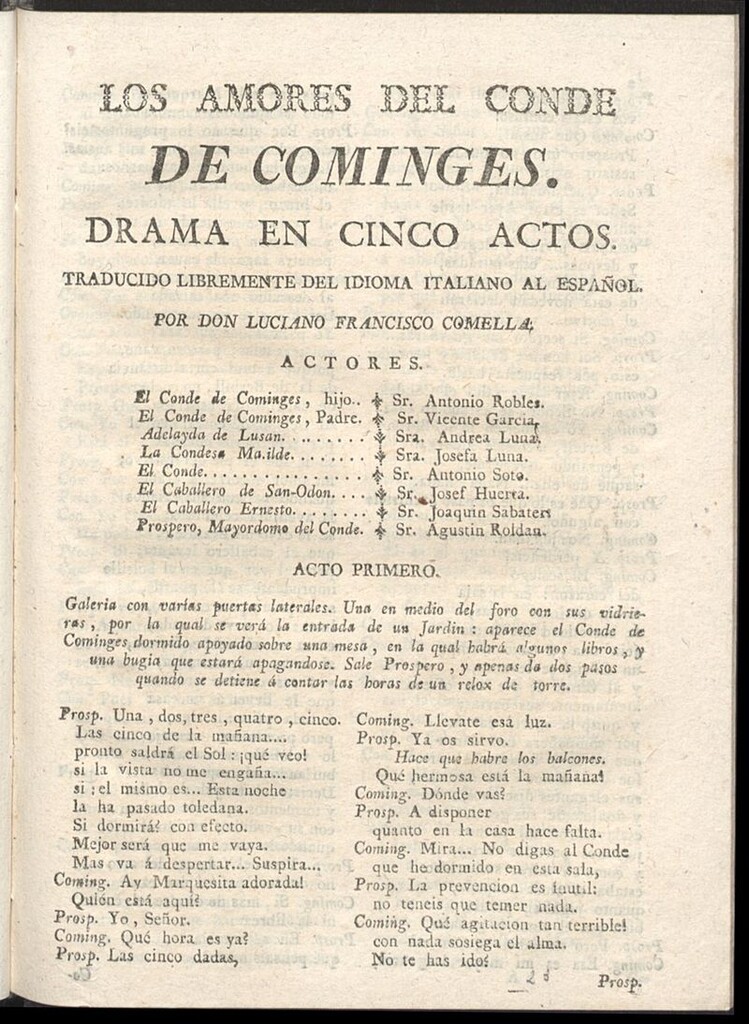 LOS AMORES DEL CONDE
DE COMINGES.
DRAMA EN CINCO ACTOS.
TRADUCIDO LIBREMENTE DEL IDIOMA ITALIANO AL ESPAÑOL.
POR DON LUCIANO FRANCISCO COMELLA.
ACTORES.
El Conde de Cominges, hijo.. Sr. Antonio Robles.
El Conde de Cominges, Padre. Sr. Vicente Garcia,
Adelayda de Lusan......... Sra. Andrea Luna.
La Condesa Ma.ilde........ Sra. Josefa Luna.
El Conde.................. Sr. Antonio Soto.
El Caballero de San-Odon.... Sr. Josef Huerta.
El Caballero Ernesto........ Sr. Joaquin Sabater
Prospero, Mayordomo del Conde. Sr. Agustin Roldan.
ACTO PRIMERO.
Galeria con varias puertas laterales. Una en medio del foro con sus vidrie-
ras, por la qual se verá la entrada de un Jardin: aparece el Conde de
Cominges dormido apoyado sobre una mesa, en la qual habrá algunos libros, y
una bugia que estará apagandose. Sale Prospero, y apenas da dos pasos
quando se detiene á contar las horas de un relox de torre.
Prosp. Una, dos, tres, quatro, cinco.
Las cinco de la mañana....
pronto saldrá el Sol: ¡qué veo!
si la vista no me engaña...
si: el mismo es... Esta noche
la ha pasado toledana.
Si dormirá? con efecto.
Mejor será que me vaya.
Mas va á despertar... Suspira...
Coming. Ay Marquesita adorada!
Quién está aquí?
Prosp. Yo, Señor.
Coming. Qué hora es ya?
Prosp. Las cinco dadas,
Coming. Llevate esa luz.
Prosp. Ya os sirvo.
Hace que habre los balcones.
Qué hermosa está la mañana!
Coming. Dónde vas?
Prosp. A disponer
quanto en la casa hace falta.
Coming. Mira... No digas al Conde
que he dormido en esta sala,
Prosp. La prevencion es inutil:
no teneis que temer nada.
Coming. Qué agitacion tan terrible!
con nada sosiega el alma.
No te has ido?
A
Prosp.